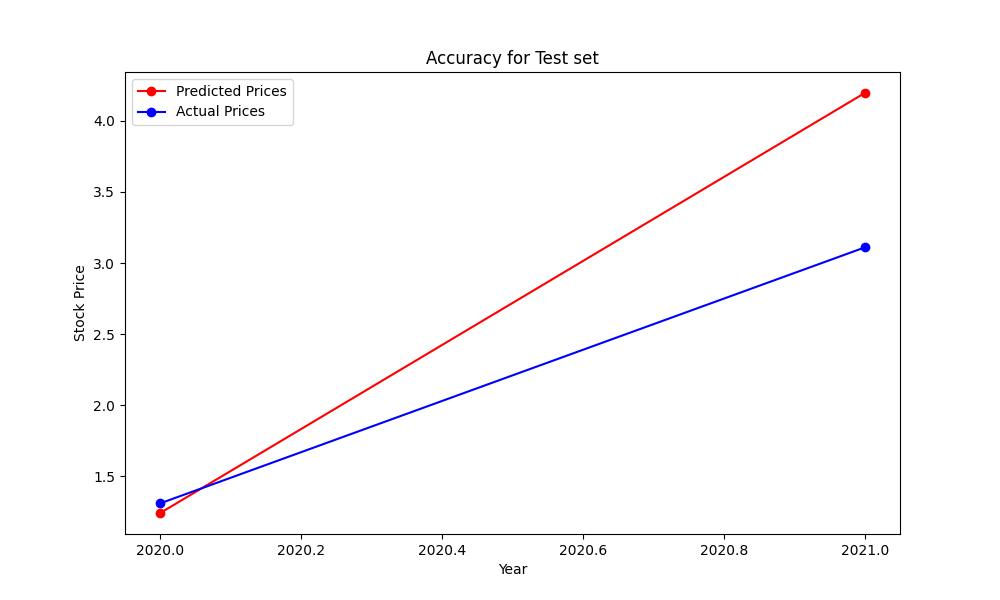 Accuracy for Test set
Predicted Prices
Actual Prices
Stock Price
4.0
3.5
3.0
2.5
2.0
1.5
2020.0 2020.2 2020.4 2020.6 2020.8 2021.0
Year